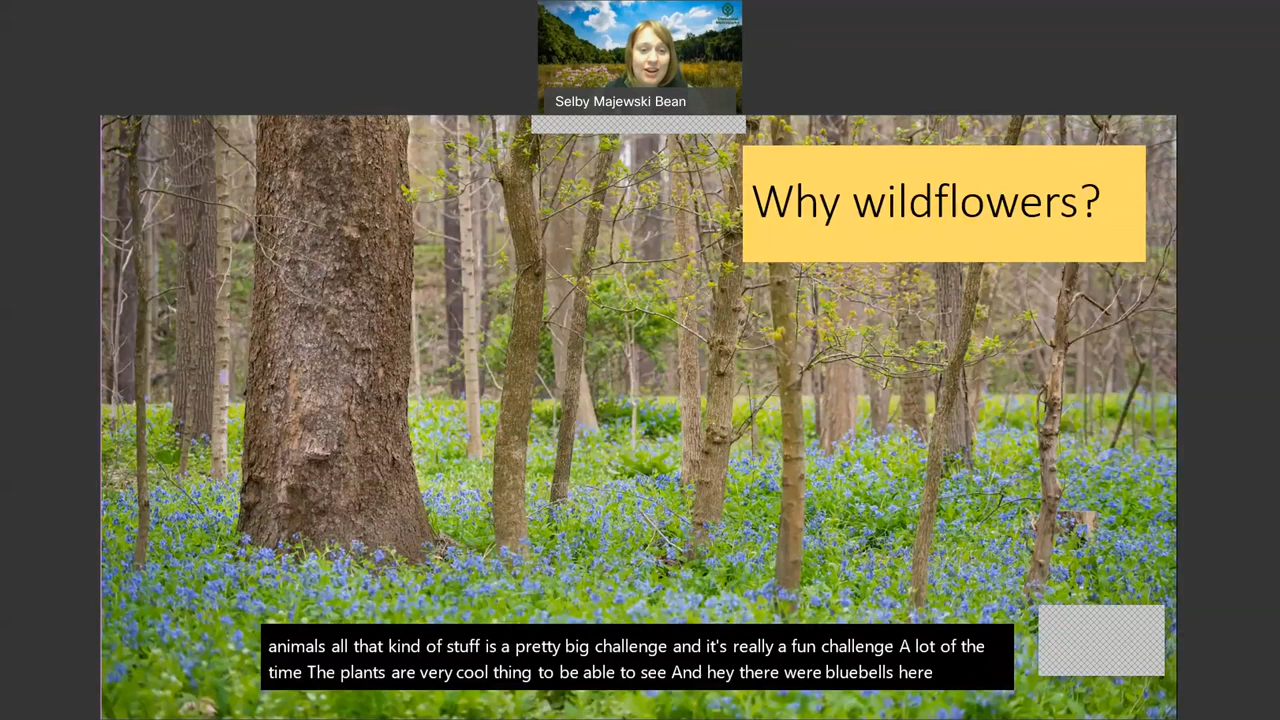 Selby Majewski Bean
Why wildflowers?
animals all that kind of stuff is a pretty big challenge and it's really a fun challenge A lot of the
time The plants are very cool thing to be able to see And hey there were bluebells here